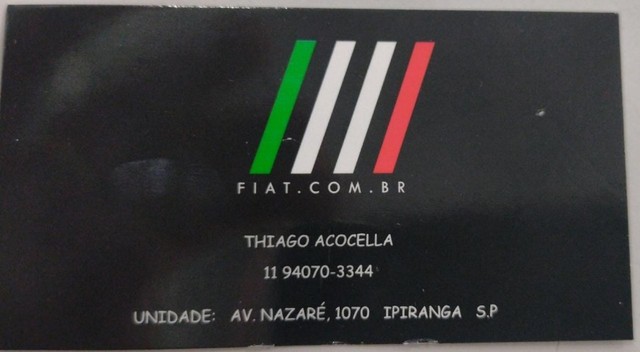 FIAT.COM.BR
THIAGO ACOCELLA
11 94070-3344
UNIDADE: AV. NAZARÉ, 1070 IPIRANGA S.P